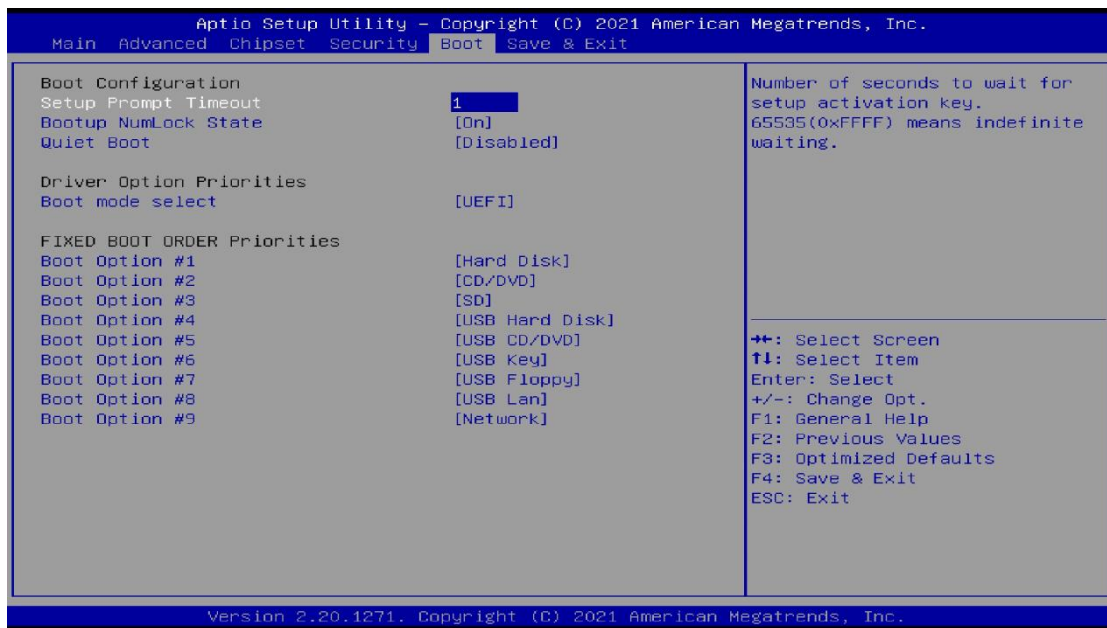 Aptio Setup Utility – Copyright (C) 2021 American Megatrends, Inc.
Main Advanced Chipset Security Boot Save & Exit
Boot Configuration
Setup Prompt Timeout 1
Bootup NumLock State [On]
Quiet Boot [Disabled]
Driver Option Priorities
Boot mode select [UEFI]
FIXED BOOT ORDER Priorities
Boot Option #1 [Hard Disk]
Boot Option #2 [CD/DVD]
Boot Option #3 [SD]
Boot Option #4 [USB Hard Disk]
Boot Option #5 [USB CD/DVD]
Boot Option #6 [USB Key]
Boot Option #7 [USB Floppy]
Boot Option #8 [USB Lan]
Boot Option #9 [Network]
Number of seconds to wait for
setup activation key.
65535(0xFFFF) means indefinite
waiting.
→←: Select Screen
↑↓: Select Item
Enter: Select
+/-: Change Opt.
F1: General Help
F2: Previous Values
F3: Optimized Defaults
F4: Save & Exit
ESC: Exit
Version 2.20.1271. Copyright (C) 2021 American Megatrends, Inc.